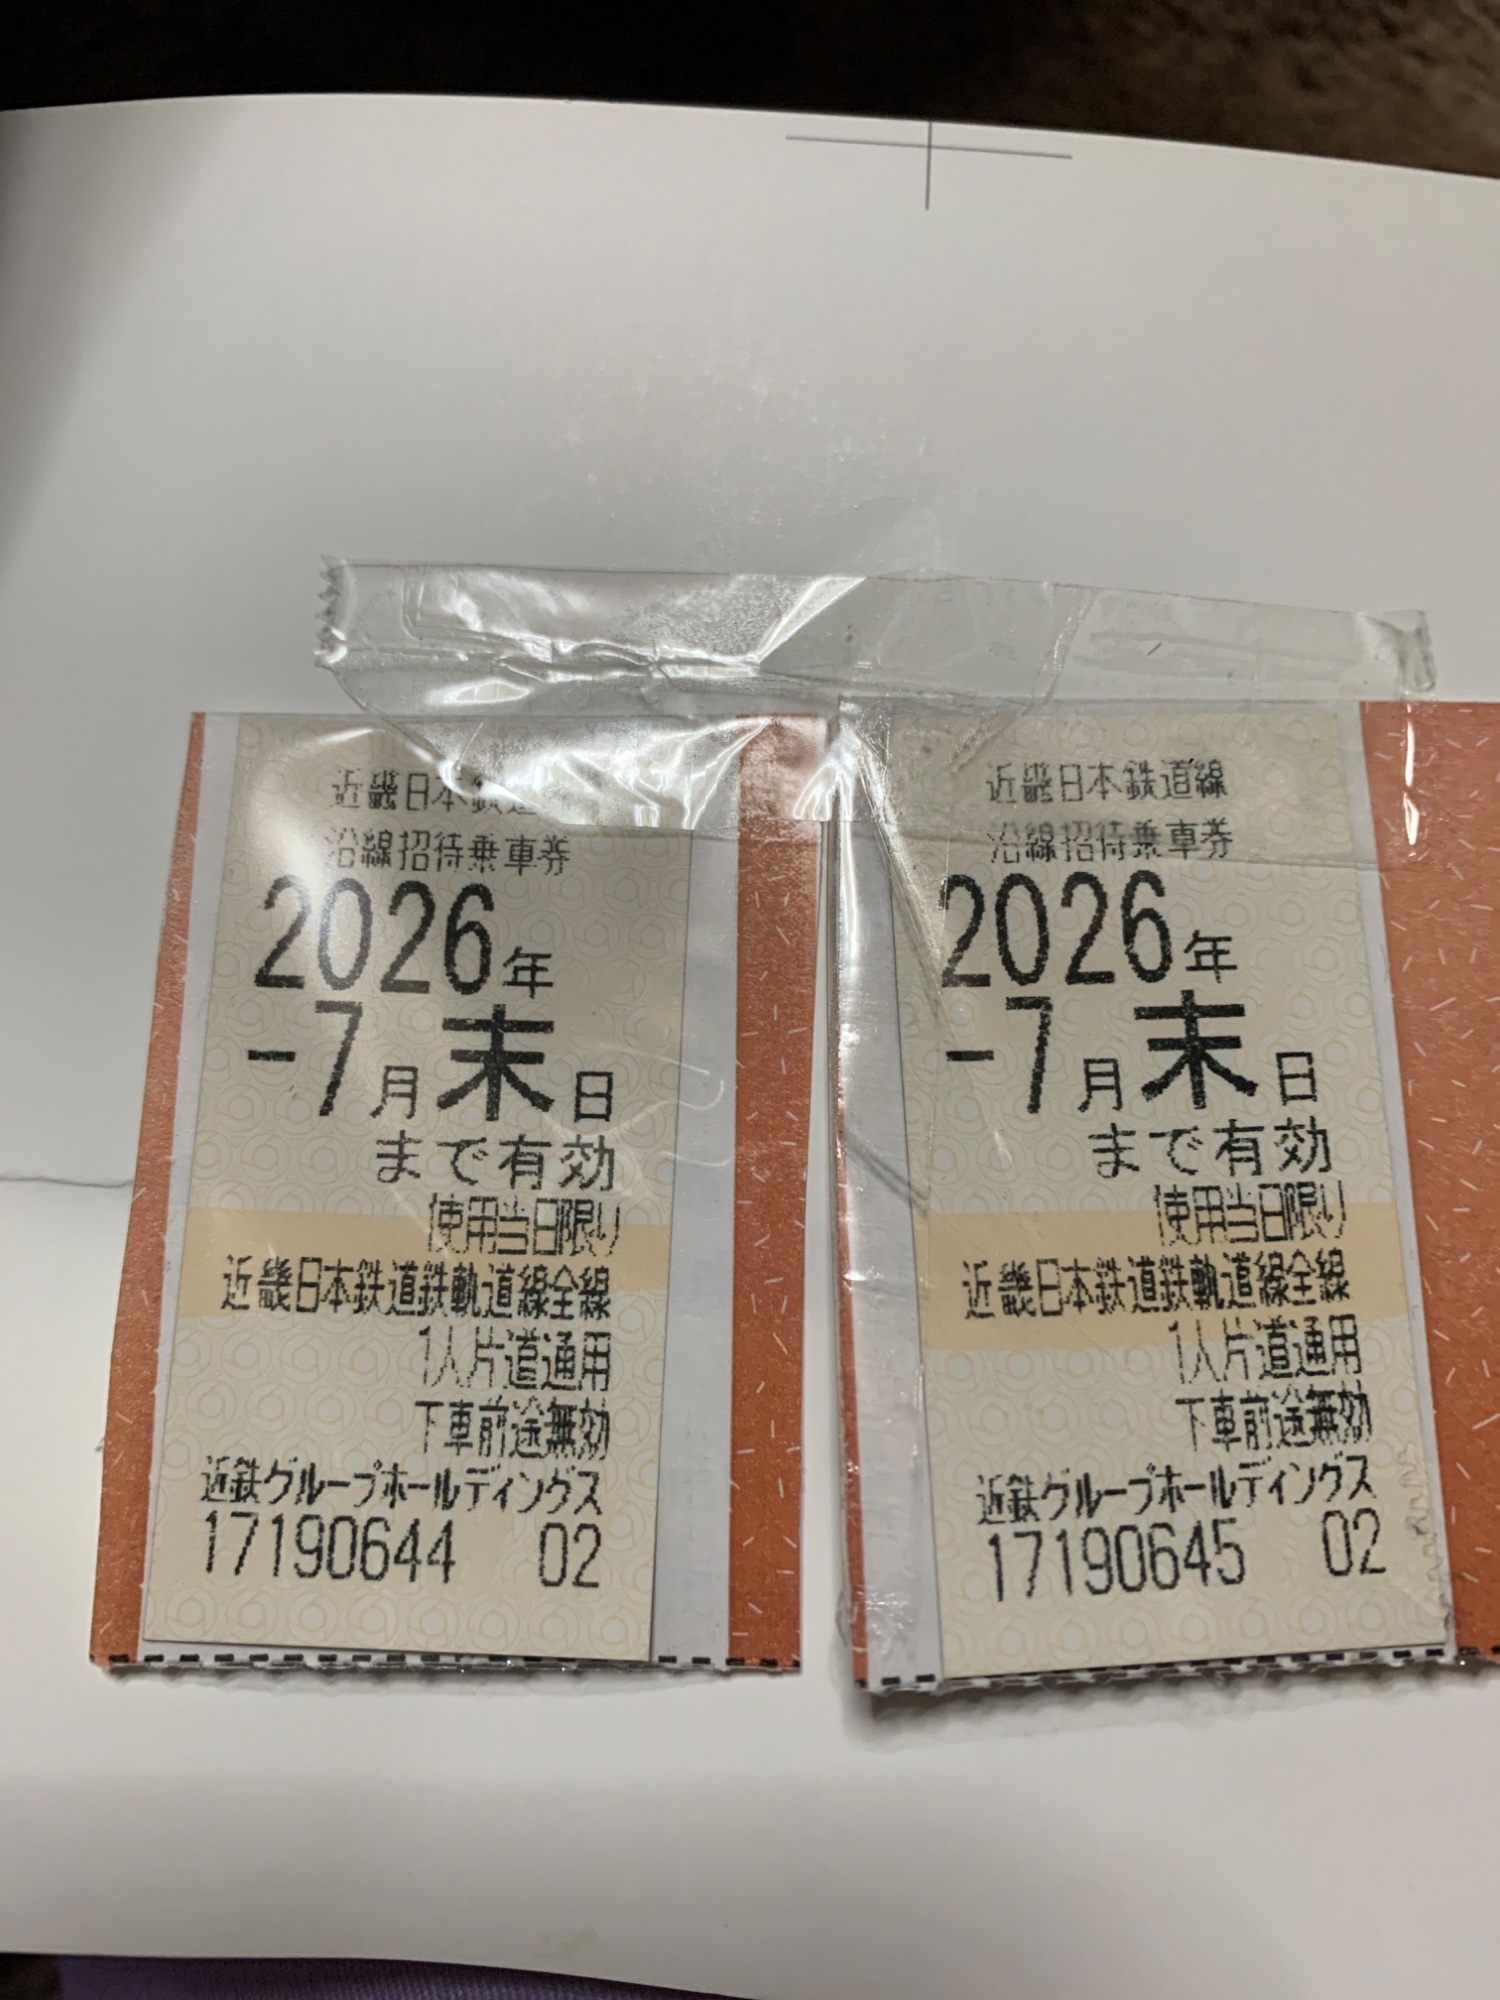 近畿日本鉄道
沿線招待乗車券
2026年
-7月末日
まで有効
使用当日限り
近畿日本鉄道鉄軌道線全線
1人片道通用
下車前途無効
近鉄グループホールディングス
17190644 02
近畿日本鉄道線
沿線招待乗車券
2026年
-7月末日
まで有効
使用当日限り
近畿日本鉄道鉄軌道線全線
1人片道通用
下車前途無効
近鉄グループホールディングス
17190645 02